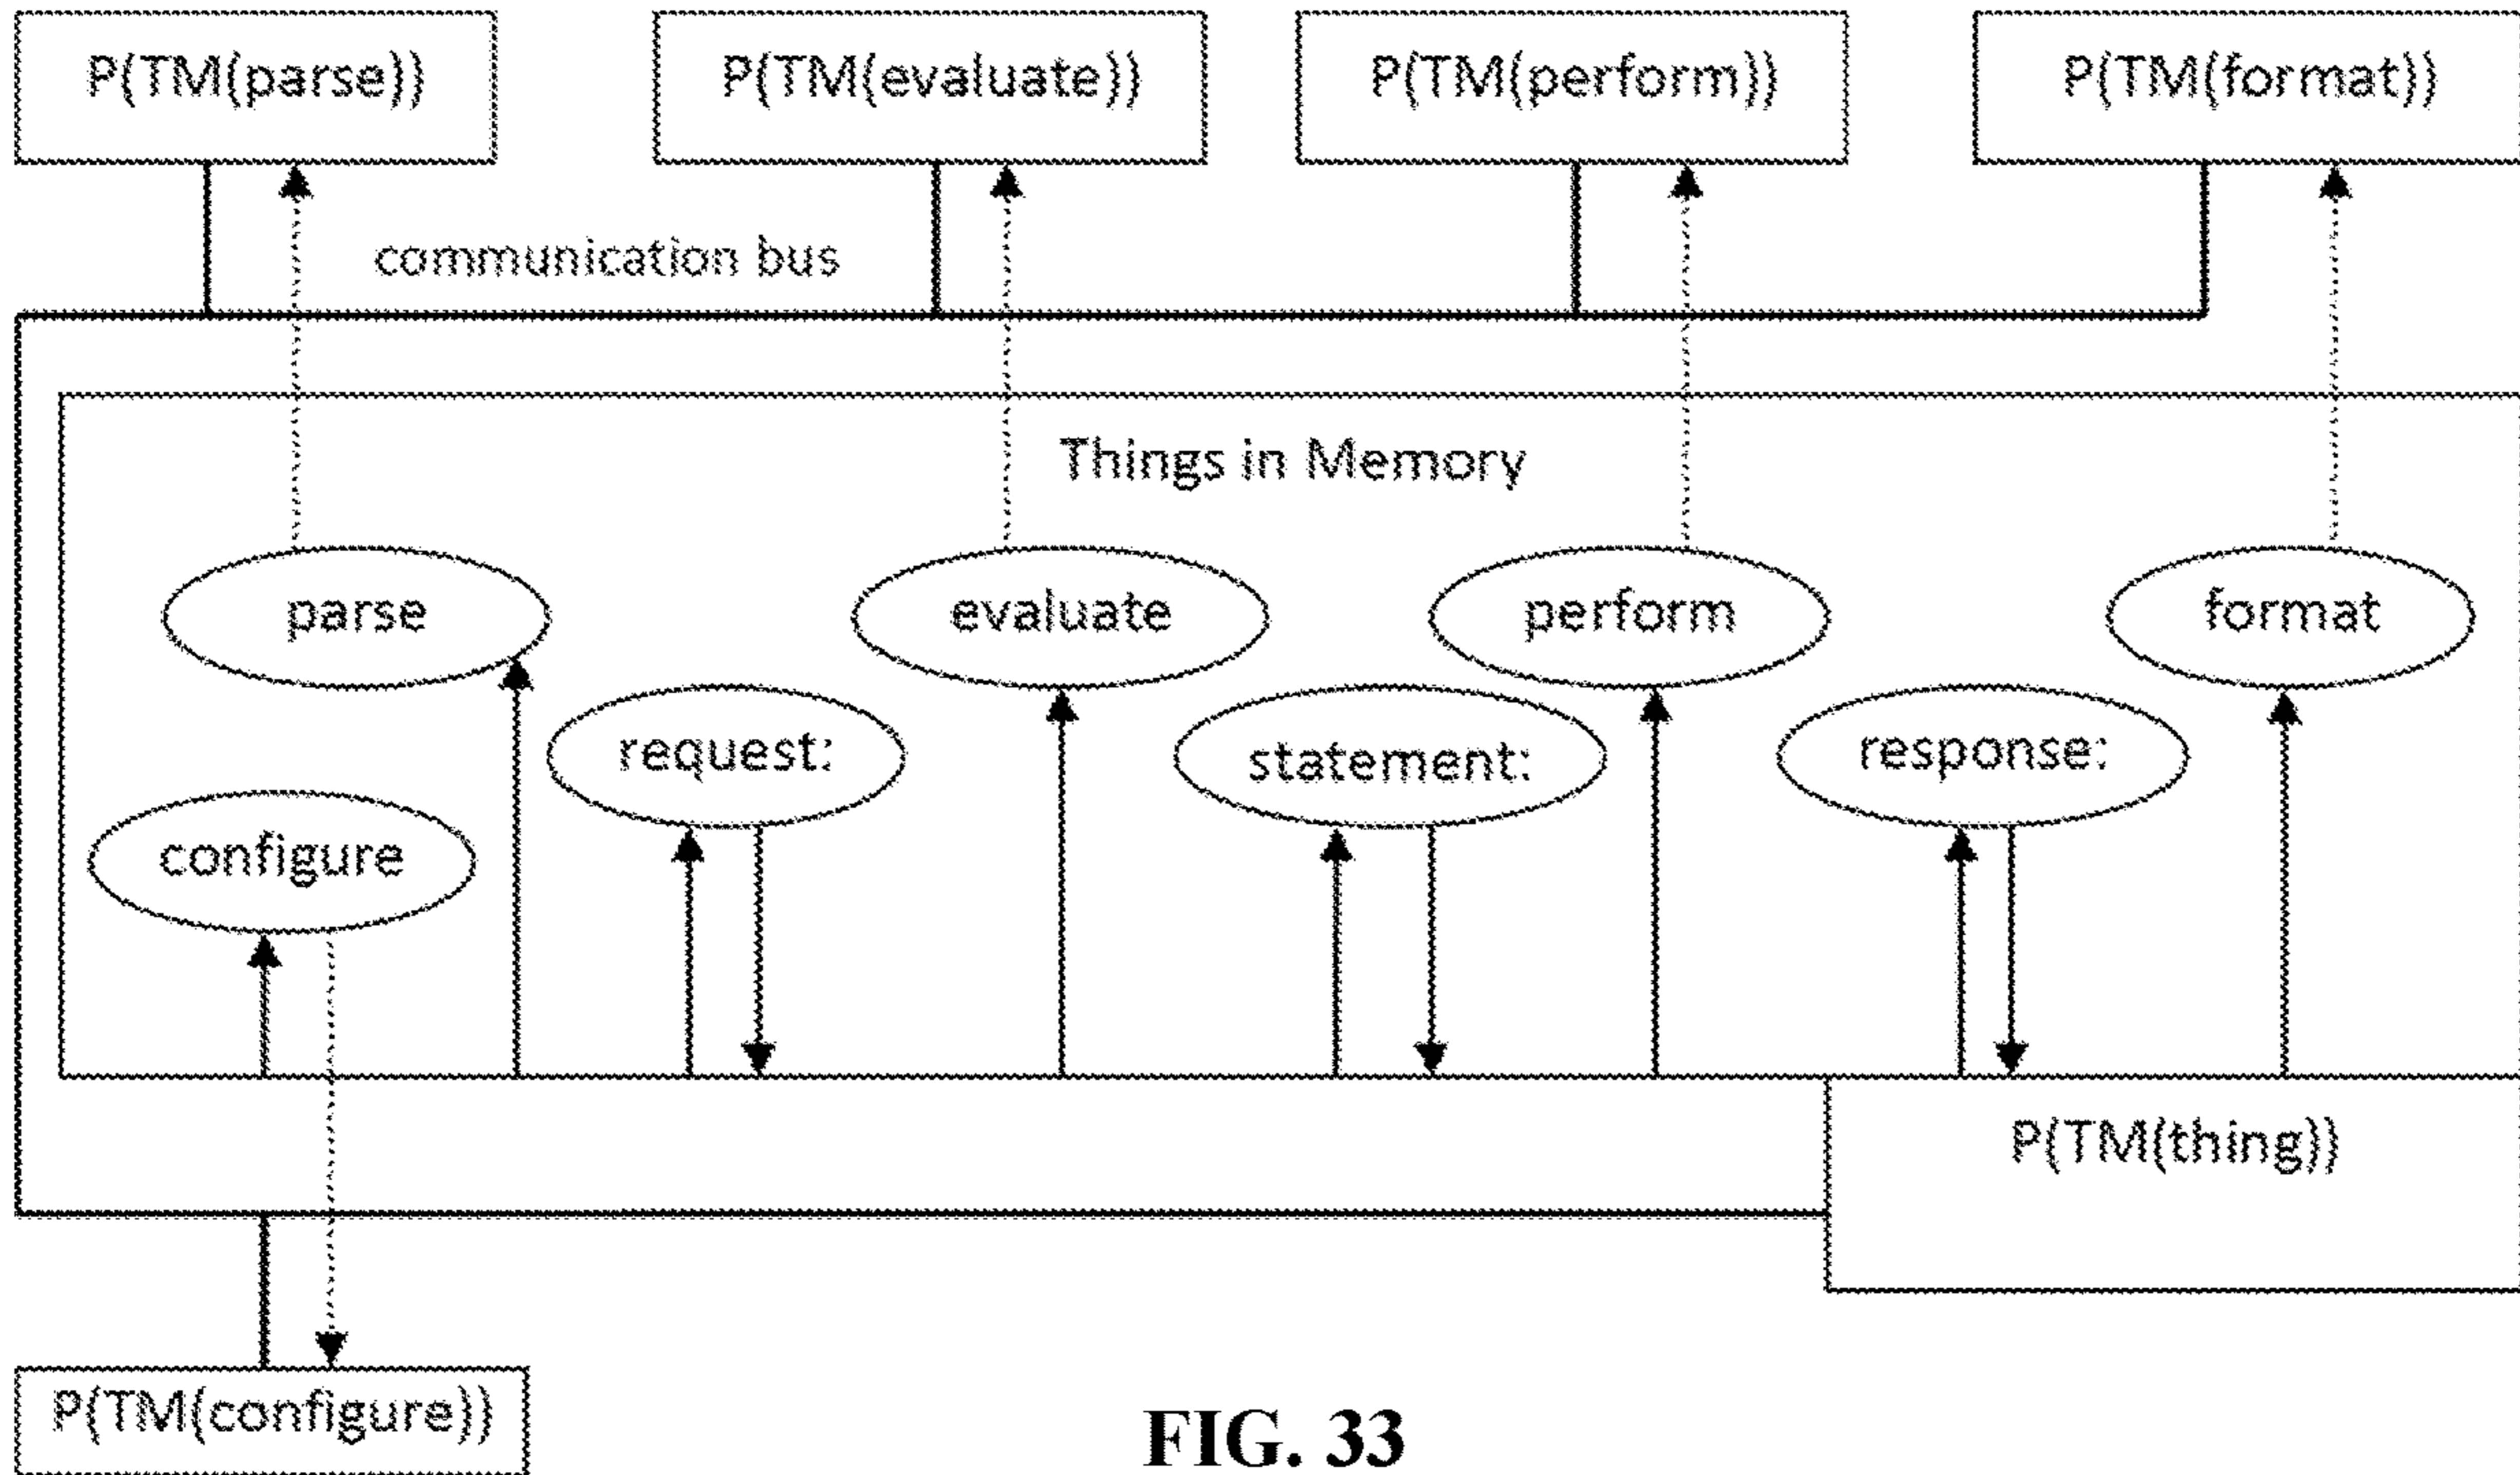 P(TM(parse))
P(TM(evaluate))
P(TM(perform))
P(TM(format))
communication bus
Things in Memory
parse
evaluate
perform
format
request:
statement:
response:
configure
P(TM(thing))
P(TM(configure))
FIG. 33